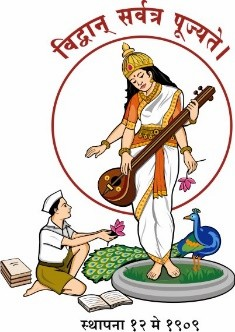 विद्वान् सर्वत्र पूज्यते।
स्थापना १२ मे १९०९